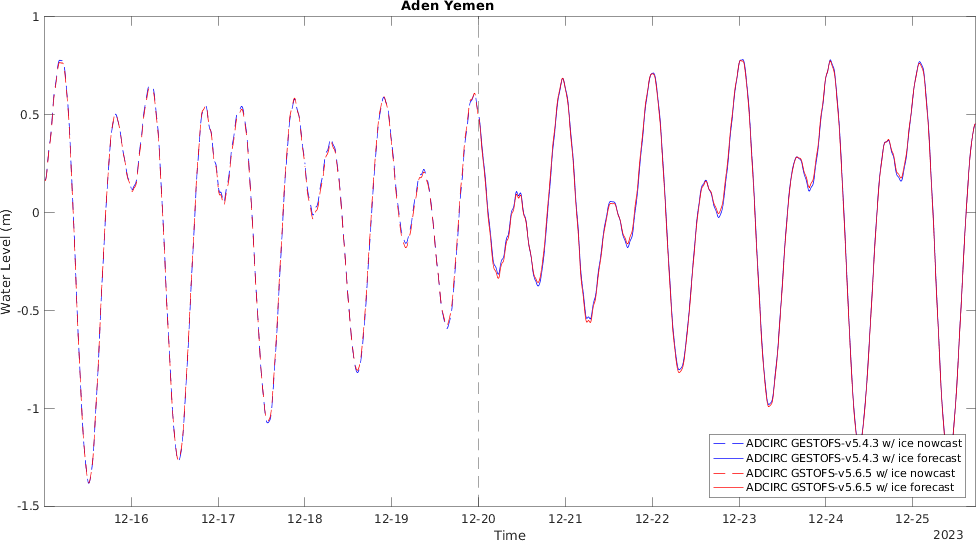 Aden Yemen
1
0.5
0
-0.5
-1
-1.5
Water Level (m)
ADCIRC GESTOFS-v5.4.3 w/ ice nowcast
ADCIRC GESTOFS-v5.4.3 w/ ice forecast
ADCIRC GSTOFS-v5.6.5 w/ ice nowcast
ADCIRC GSTOFS-v5.6.5 w/ ice forecast
12-16 12-17 12-18 12-19 12-20 12-21 12-22 12-23 12-24 12-25
Time
2023